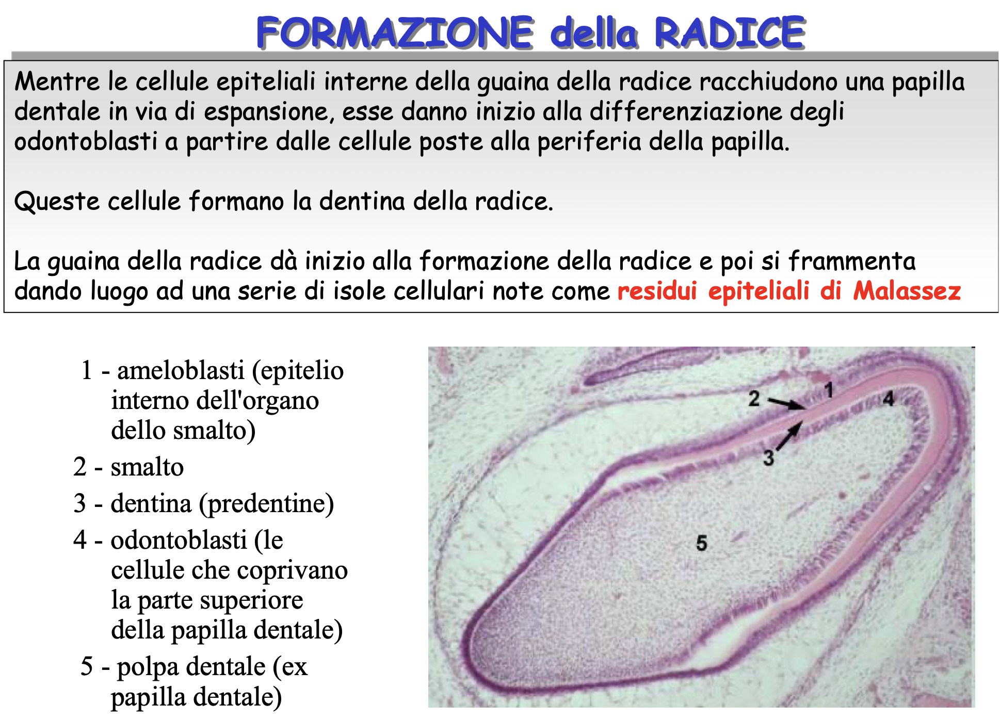 FORMAZIONE della RADICE
Mentre le cellule epiteliali interne della guaina della radice racchiudono una papilla
dentale in via di espansione, esse danno inizio alla differenziazione degli
odontoblasti a partire dalle cellule poste alla periferia della papilla.
Queste cellule formano la dentina della radice.
La guaina della radice dà inizio alla formazione della radice e poi si frammenta
dando luogo ad una serie di isole cellulari note come residui epiteliali di Malassez
1 - ameloblasti (epitelio
interno dell'organo
dello smalto)
2 - smalto
3 - dentina (predentine)
4 - odontoblasti (le
cellule che coprivano
la parte superiore
della papilla dentale)
5 - polpa dentale (ex
papilla dentale)
1
2
4
3
5